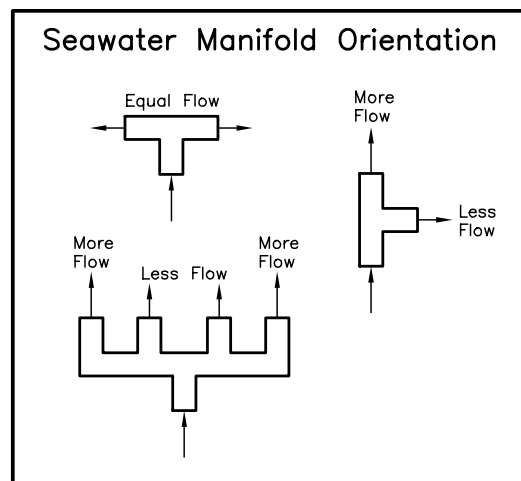 Seawater Manifold Orientation
Equal Flow
More
Flow
Less
Flow
More
Flow
Less Flow
More
Flow